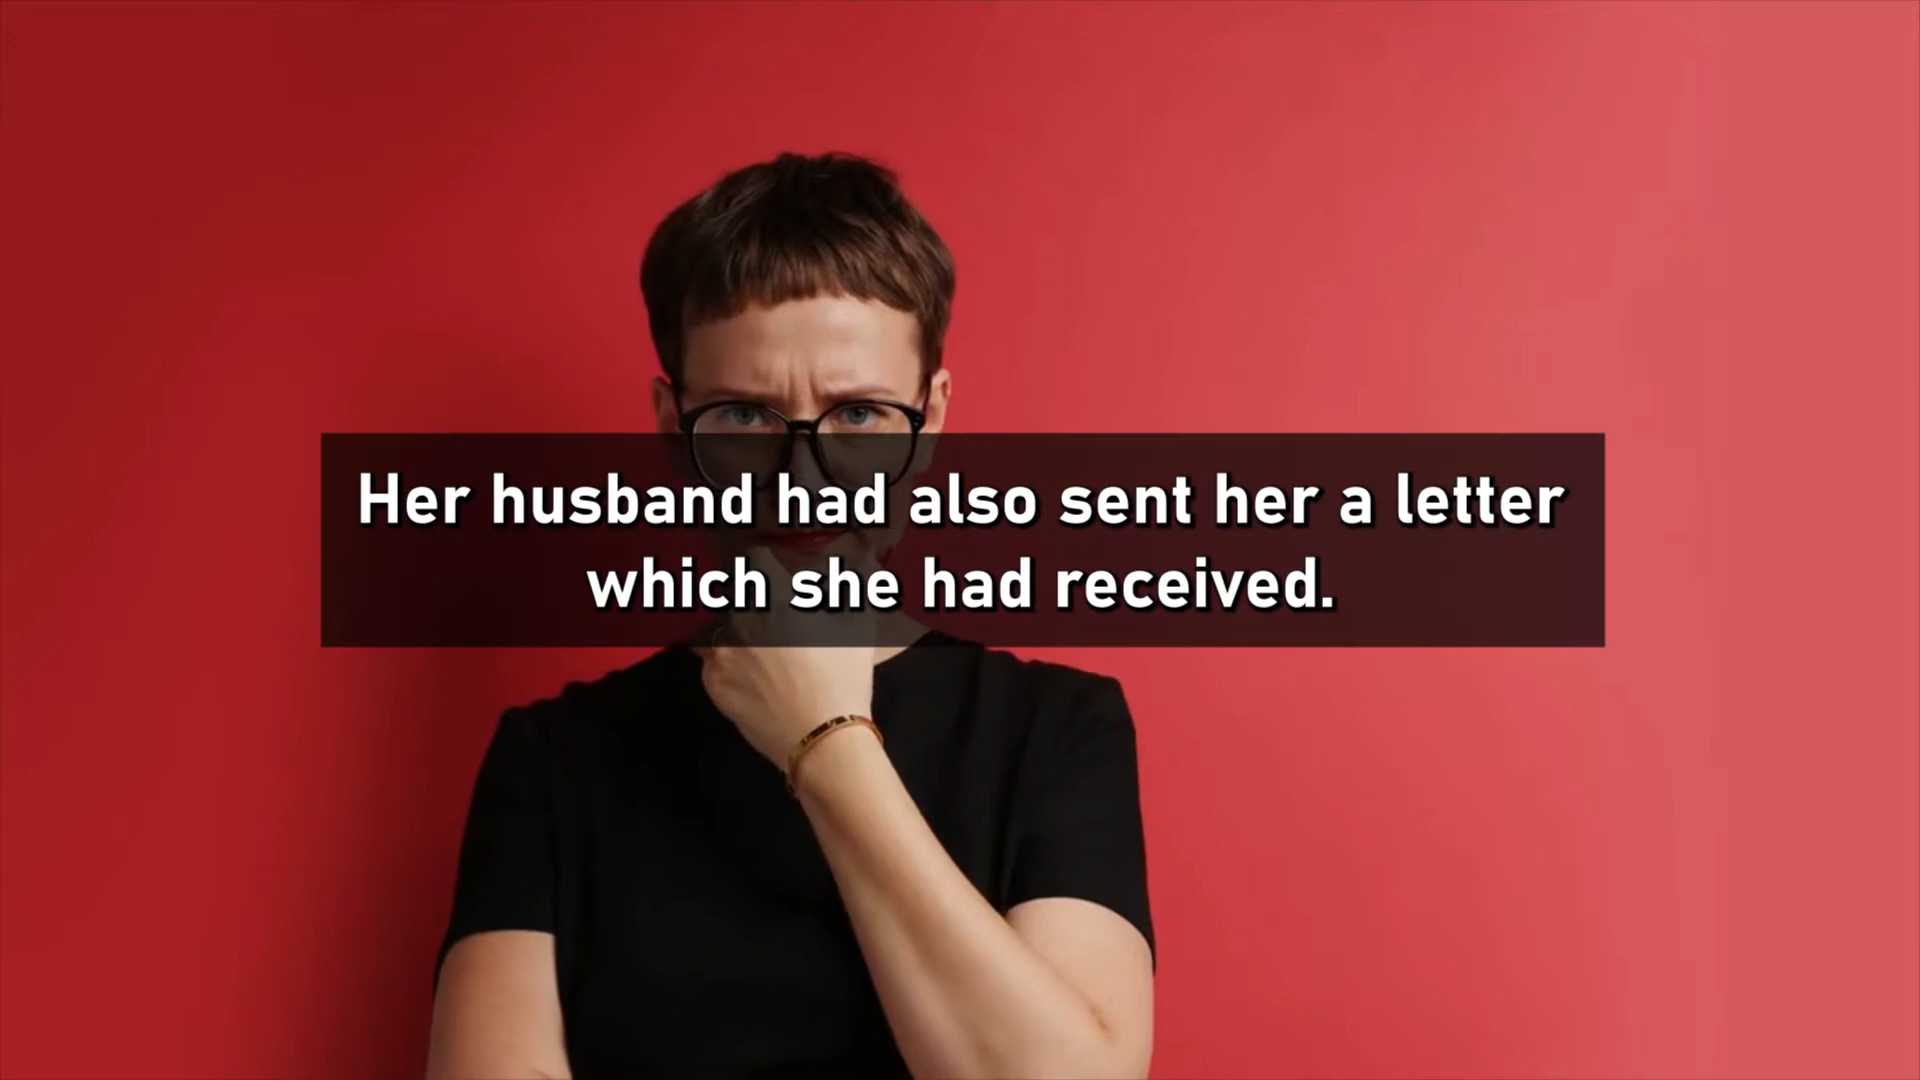 Her husband had also sent her a letter
which she had received.